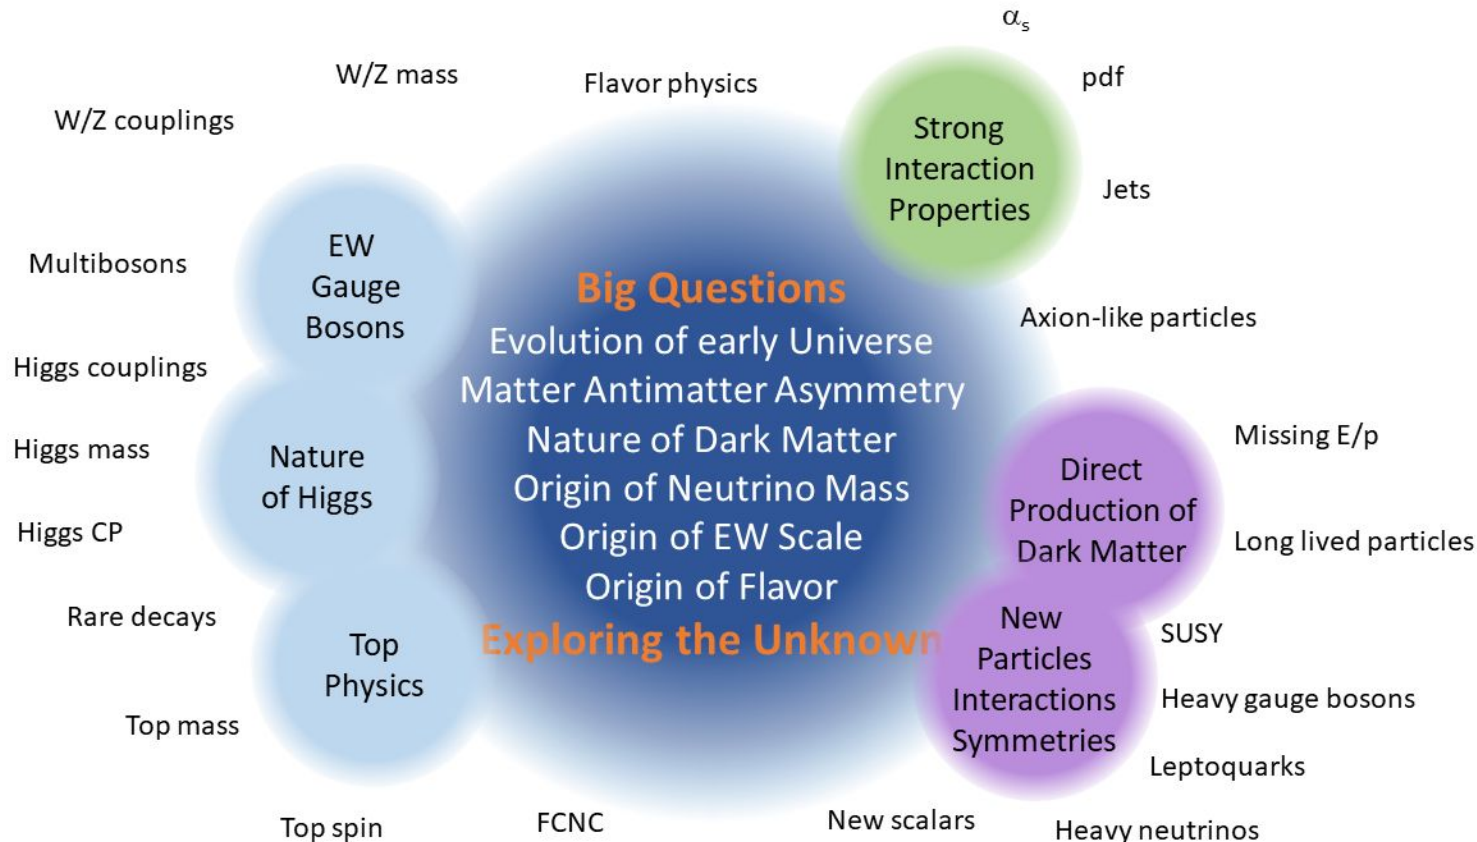 α<sub>s</sub>
W/Z mass
Flavor physics
pdf
W/Z couplings
Strong
Interaction
Properties
Jets
EW
Gauge
Bosons
Multibosons
Big Questions
Evolution of early Universe
Matter Antimatter Asymmetry
Nature of Dark Matter
Origin of Neutrino Mass
Origin of EW Scale
Origin of Flavor
Exploring the Unknown
Axion-like particles
Higgs couplings
Higgs mass
Higgs CP
Nature
of Higgs
Missing E/p
Direct
Production of
Dark Matter
Long lived particles
Rare decays
Top
Physics
New
Particles
Interactions
Symmetries
SUSY
Heavy gauge bosons
Leptoquarks
Top mass
Top spin
FCNC
New scalars
Heavy neutrinos